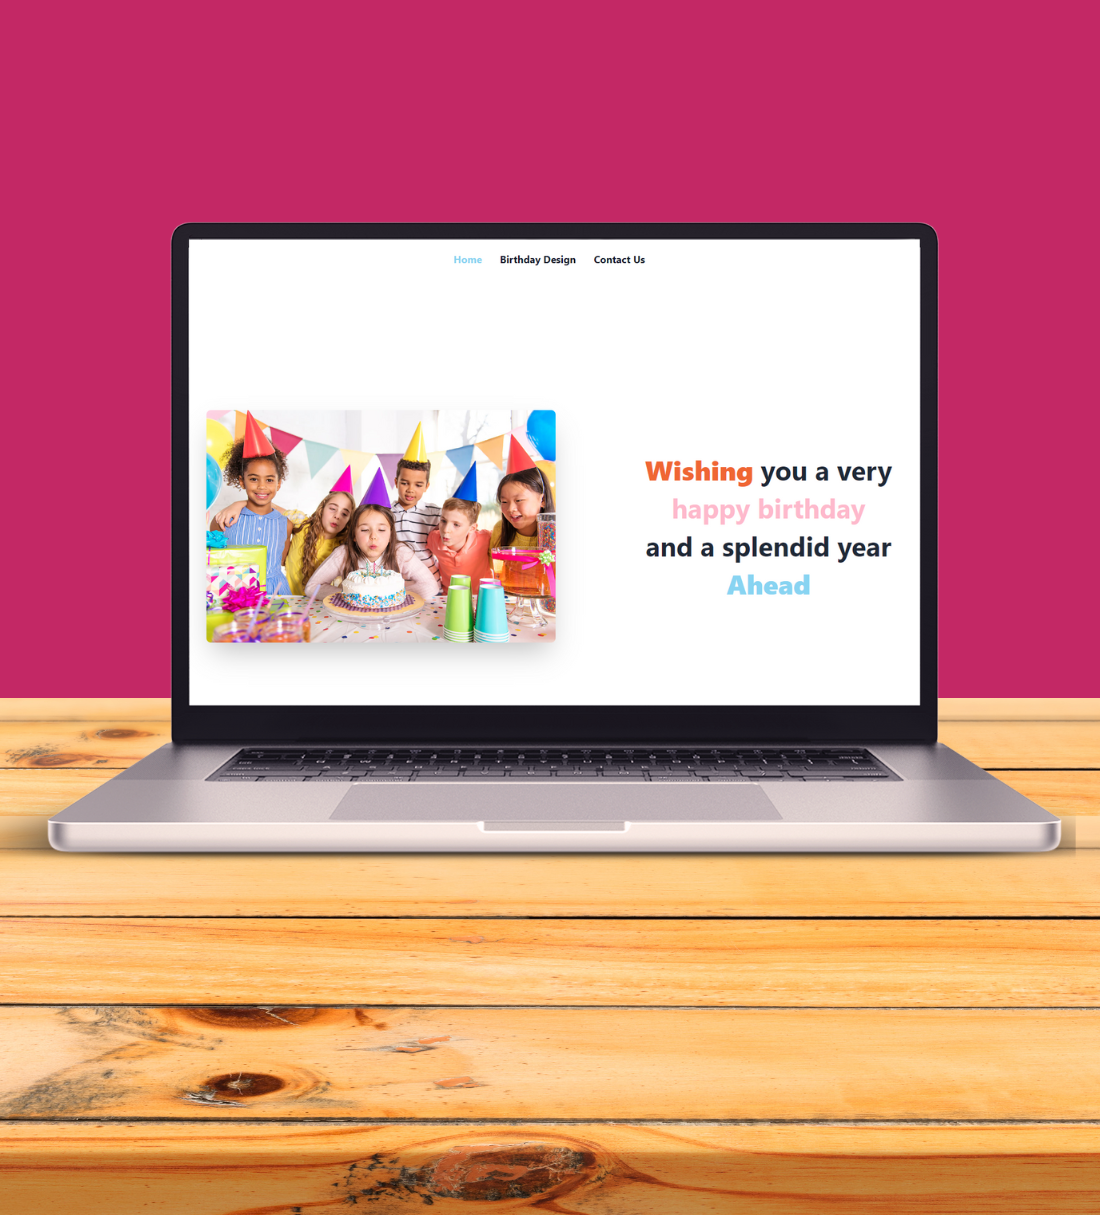 Home Birthday Design Contact Us
Wishing you a very
happy birthday
and a splendid year
Ahead